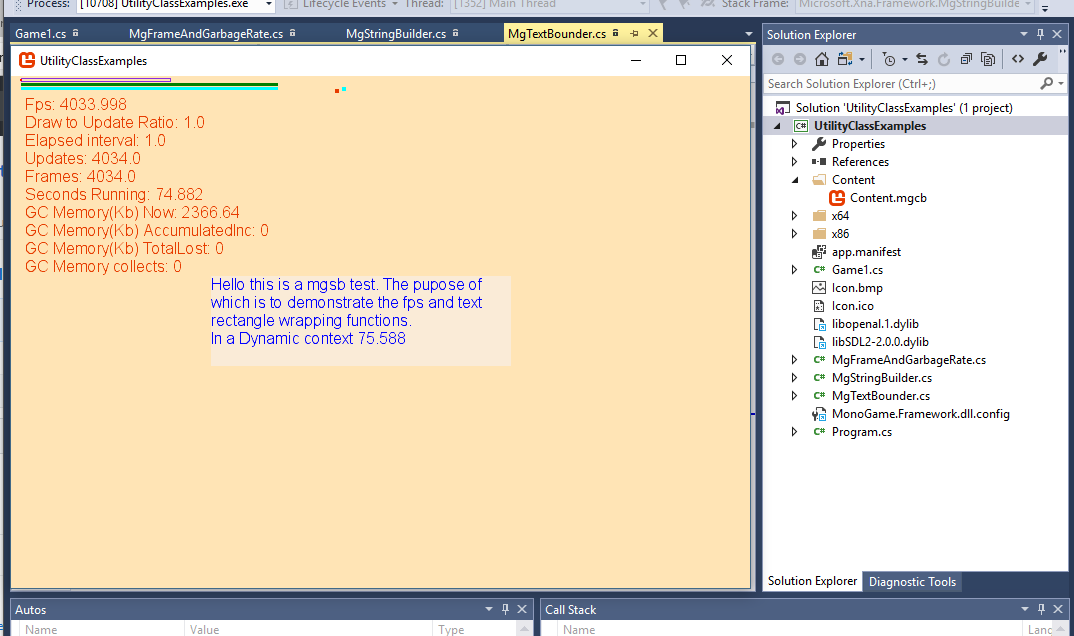 Process: [10708] UtilityClassExamples.exe Lifecycle Events Thread: [1352] Main Thread Stack Frame: Microsoft.Xna.Framework.MgStringBuilde
Game1.cs MgFrameAndGarbageRate.cs MgStringBuilder.cs MgTextBounder.cs
UtilityClassExamples
Fps: 4033.998
Draw to Update Ratio: 1.0
Elapsed interval: 1.0
Updates: 4034.0
Frames: 4034.0
Seconds Running: 74.882
GC Memory(Kb) Now: 2366.64
GC Memory(Kb) AccumulatedInc: 0
GC Memory(Kb) TotalLost: 0
GC Memory collects: 0
Hello this is a mgsb test. The pupose of
which is to demonstrate the fps and text
rectangle wrapping functions.
In a Dynamic context 75.588
Solution Explorer
Search Solution Explorer (Ctrl+;)
Solution 'UtilityClassExamples' (1 project)
C# UtilityClassExamples
Properties
References
Content
Content.mgcb
x64
x86
app.manifest
C# Game1.cs
Icon.bmp
Icon.ico
libopenal.1.dylib
libSDL2-2.0.0.dylib
C# MgFrameAndGarbageRate.cs
C# MgStringBuilder.cs
C# MgTextBounder.cs
MonoGame.Framework.dll.config
C# Program.cs
Solution Explorer Diagnostic Tools
Autos
Name Value Type
Call Stack
Name Lang